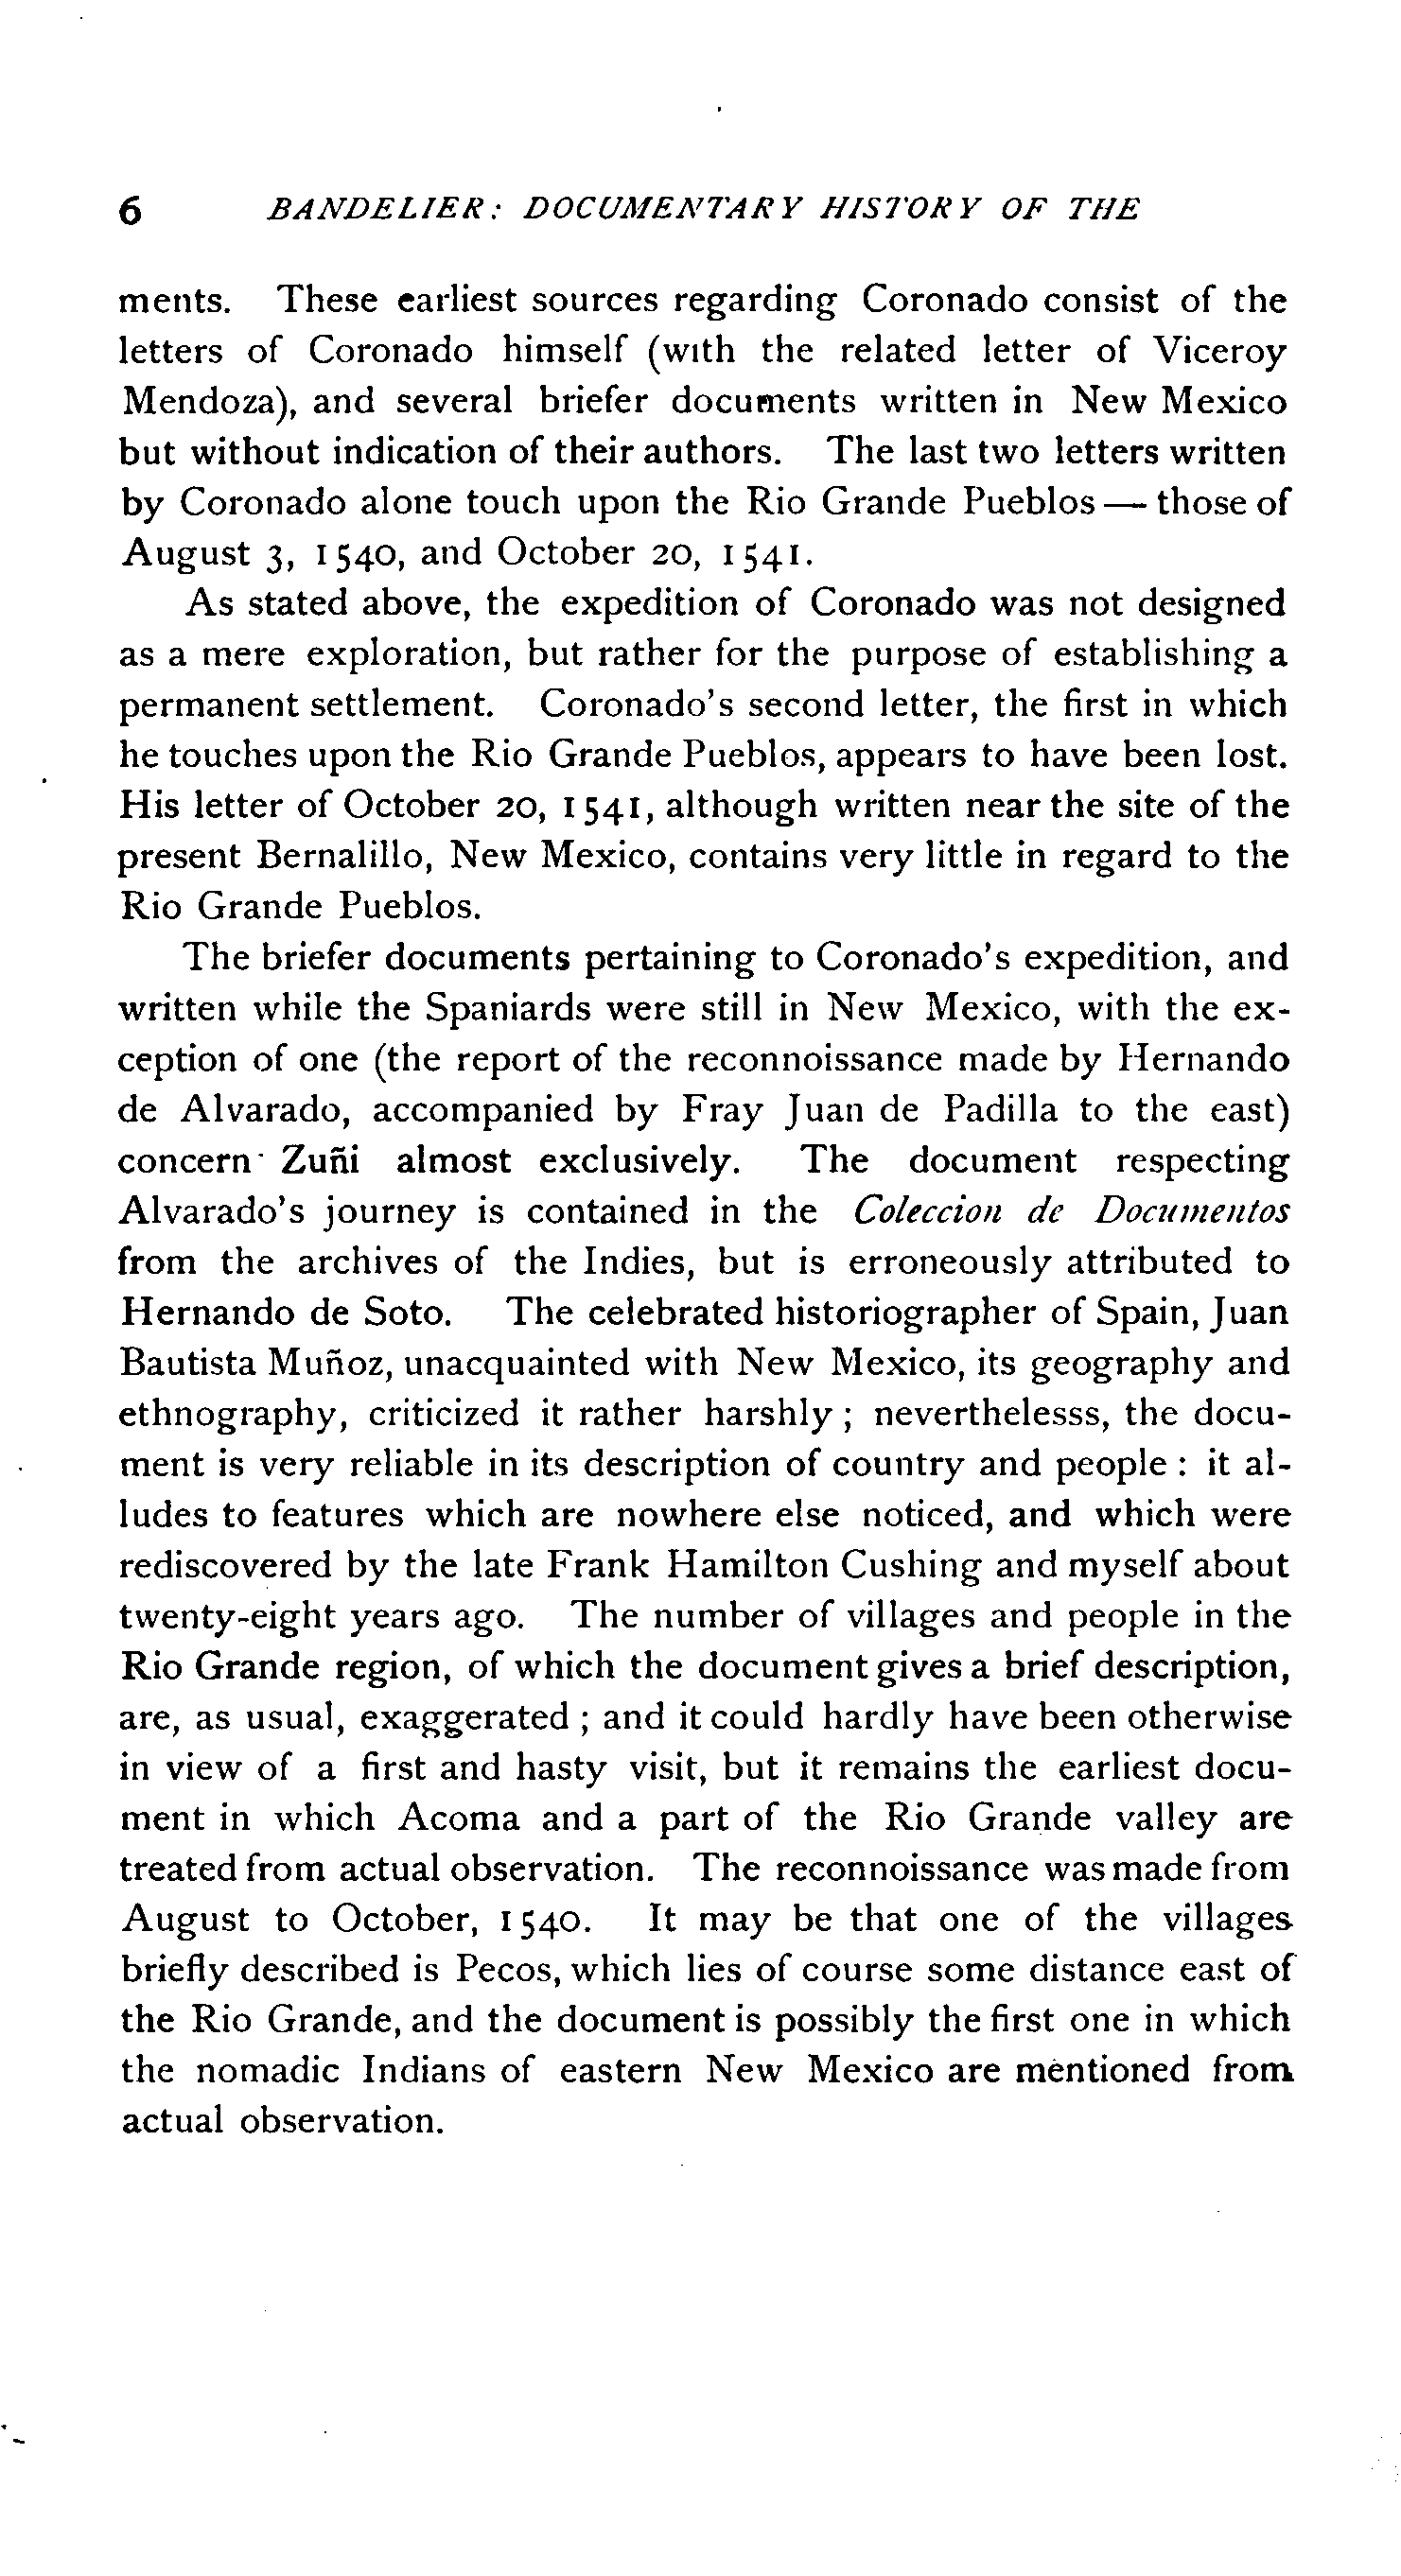 6 BANDELIER: DOCUMENTARY HISTORY OF THE
ments. These earliest sources regarding Coronado consist of the
letters of Coronado himself (with the related letter of Viceroy
Mendoza), and several briefer documents written in New Mexico
but without indication of their authors. The last two letters written
by Coronado alone touch upon the Rio Grande Pueblos — those of
August 3, 1540, and October 20, 1541.
As stated above, the expedition of Coronado was not designed
as a mere exploration, but rather for the purpose of establishing a
permanent settlement. Coronado's second letter, the first in which
he touches upon the Rio Grande Pueblos, appears to have been lost.
His letter of October 20, 1541, although written near the site of the
present Bernalillo, New Mexico, contains very little in regard to the
Rio Grande Pueblos.
The briefer documents pertaining to Coronado's expedition, and
written while the Spaniards were still in New Mexico, with the ex-
ception of one (the report of the reconnoissance made by Hernando
de Alvarado, accompanied by Fray Juan de Padilla to the east)
concern Zuñi almost exclusively. The document respecting
Alvarado's journey is contained in the Coleccion de Documentos
from the archives of the Indies, but is erroneously attributed to
Hernando de Soto. The celebrated historiographer of Spain, Juan
Bautista Muñoz, unacquainted with New Mexico, its geography and
ethnography, criticized it rather harshly ; neverthelesss, the docu-
ment is very reliable in its description of country and people : it al-
ludes to features which are nowhere else noticed, and which were
rediscovered by the late Frank Hamilton Cushing and myself about
twenty-eight years ago. The number of villages and people in the
Rio Grande region, of which the document gives a brief description,
are, as usual, exaggerated ; and it could hardly have been otherwise
in view of a first and hasty visit, but it remains the earliest docu-
ment in which Acoma and a part of the Rio Grande valley are
treated from actual observation. The reconnoissance was made from
August to October, 1540. It may be that one of the villages
briefly described is Pecos, which lies of course some distance east of
the Rio Grande, and the document is possibly the first one in which
the nomadic Indians of eastern New Mexico are mentioned from
actual observation.